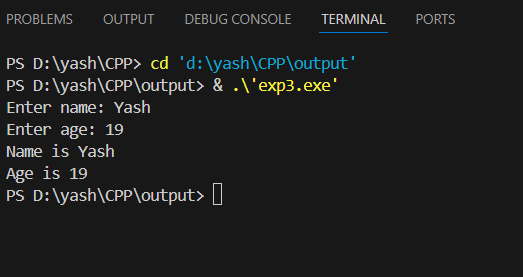 PROBLEMS OUTPUT DEBUG CONSOLE TERMINAL PORTS
PS D:\yash\CPP> cd 'd:\yash\CPP\output'
PS D:\yash\CPP\output> & .\'exp3.exe'
Enter name: Yash
Enter age: 19
Name is Yash
Age is 19
PS D:\yash\CPP\output>